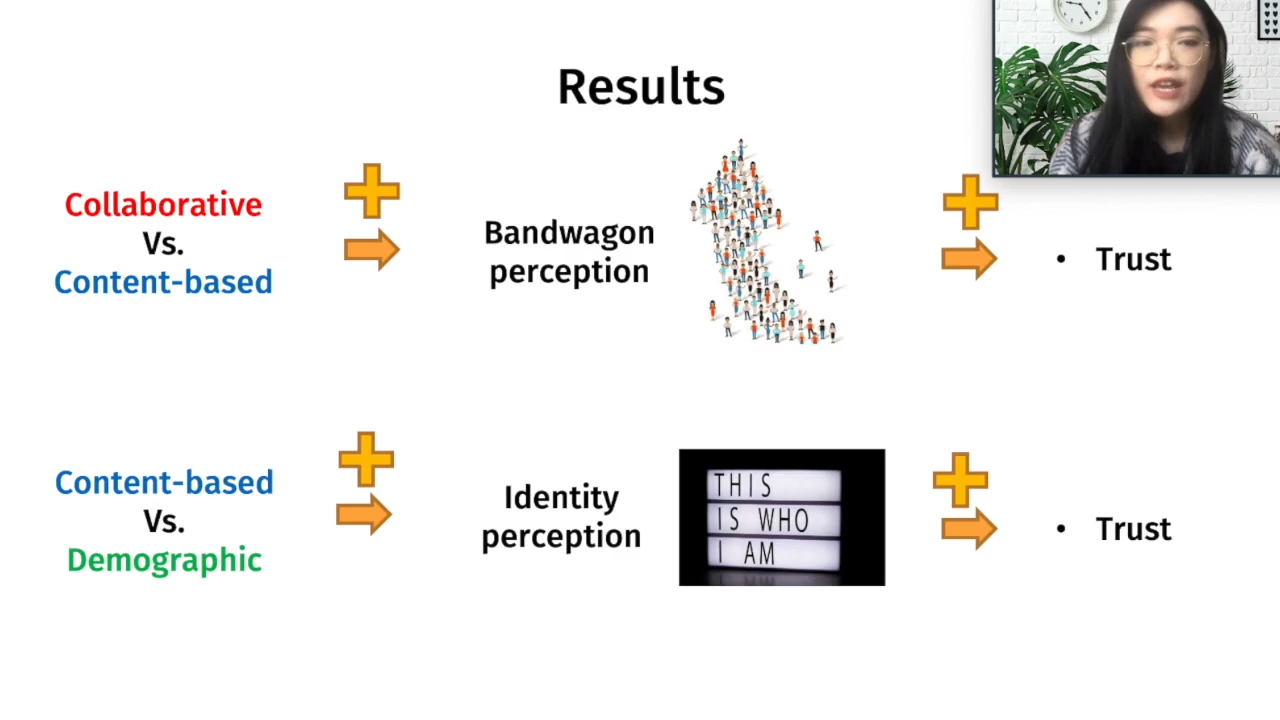 Results
Collaborative
Vs.
Content-based
Bandwagon
perception
• Trust
Content-based
Vs.
Demographic
Identity
perception
THIS
IS WHO
I AM
• Trust